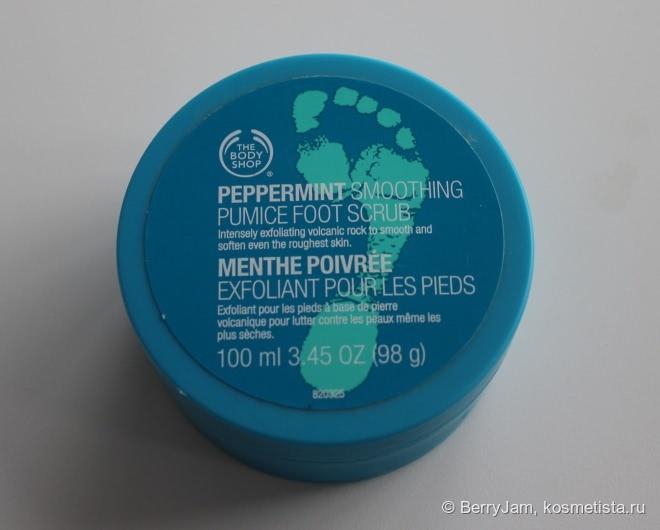 THE
BODY
SHOP
®
PEPPERMINT SMOOTHING
PUMICE FOOT SCRUB
Intensely exfoliating volcanic rock to smooth and
soften even the roughest skin.
MENTHE POIVRÉE
EXFOLIANT POUR LES PIEDS
Exfoliant pour les pieds à base de pierre
volcanique pour lutter contre les peaux même les
plus sèches.
100 ml 3.45 OZ (98 g)
820325
© BerryJam, kosmetista.ru